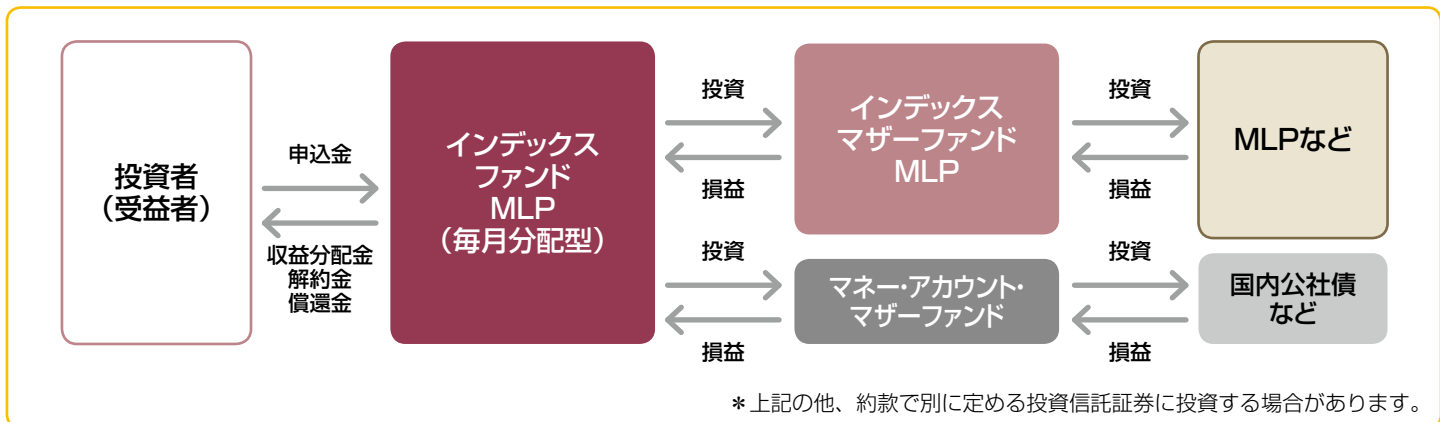 投資者
（受益者）
申込金
収益分配金
解約金
償還金
インデックス
ファンド
MLP
（毎月分配型）
投資
損益
投資
損益
インデックス
マザーファンド
MLP
マネー・アカウント・
マザーファンド
投資
損益
投資
損益
MLPなど
国内公社債
など
＊上記の他、約款で別に定める投資信託証券に投資する場合があります。